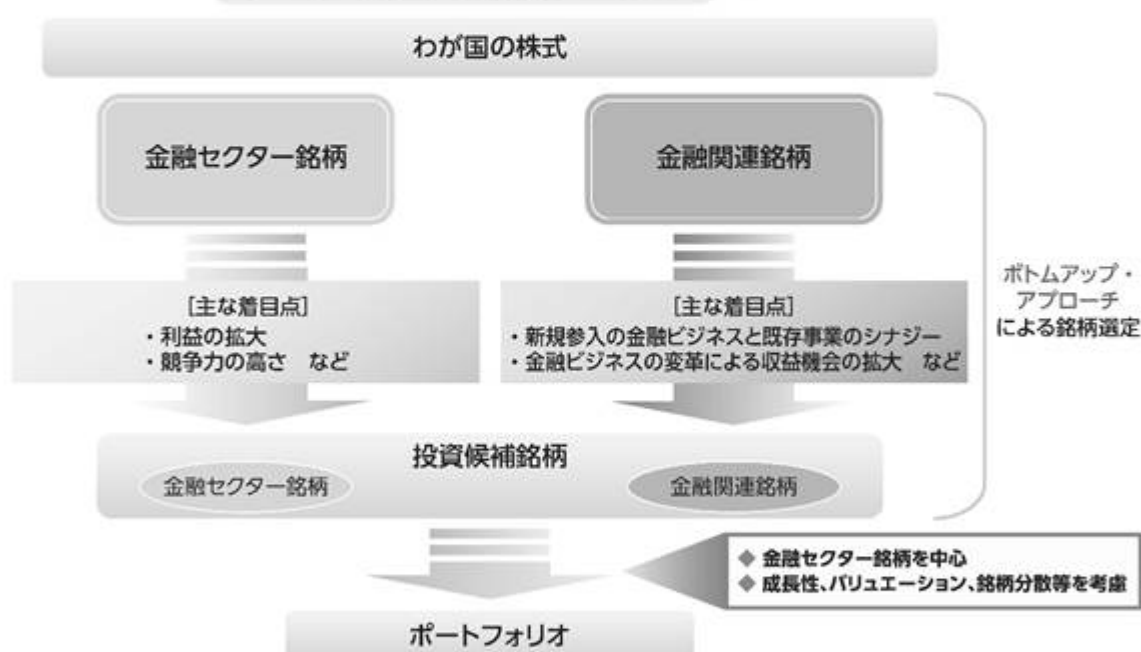 わが国の株式
金融セクター銘柄
金融関連銘柄
[主な着目点]
・利益の拡大
・競争力の高さ　など
[主な着目点]
・新規参入の金融ビジネスと既存事業のシナジー
・金融ビジネスの変革による収益機会の拡大　など
ボトムアップ・
アプローチ
による銘柄選定
投資候補銘柄
金融セクター銘柄
金融関連銘柄
◆ 金融セクター銘柄を中心
◆ 成長性、バリュエーション、銘柄分散等を考慮
ポートフォリオ